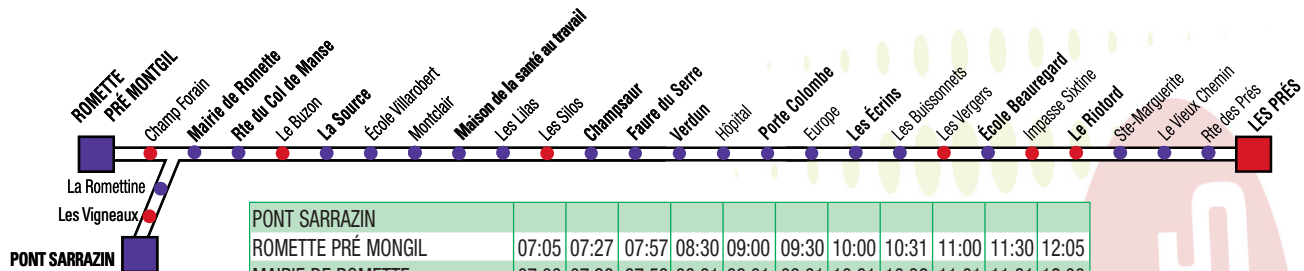 ROMETTE
PRÉ MONTGIL
Champ Forain
Mairie de Romette
Rte du Col de Manse
Le Buzon
La Source
École Villarobert
Montclair
Maison de la santé au travail
Les Lilas
Les Silos
Champsaur
Faure du Serre
Verdun
Hôpital
Porte Colombe
Europe
Les Écrins
Les Buissonnets
Les Vergers
École Beauregard
Impasse Sixtine
Le Riotord
Ste-Marguerite
Le Vieux Chemin
Rte des Prés
LES PRÉS
La Romettine
Les Vigneaux
PONT SARRAZIN
PONT SARRAZIN
ROMETTE PRÉ MONGIL 07:05 07:27 07:57 08:30 09:00 09:30 10:00 10:31 11:00 11:30 12:05
MAIRIE DE ROMETTE